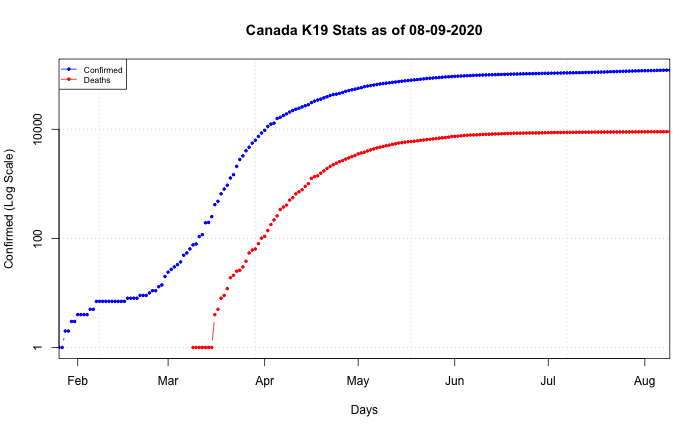 Canada K19 Stats as of 08-09-2020
Confirmed
Deaths
Confirmed (Log Scale)
10000
100
1
Feb Mar Apr May Jun Jul Aug
Days